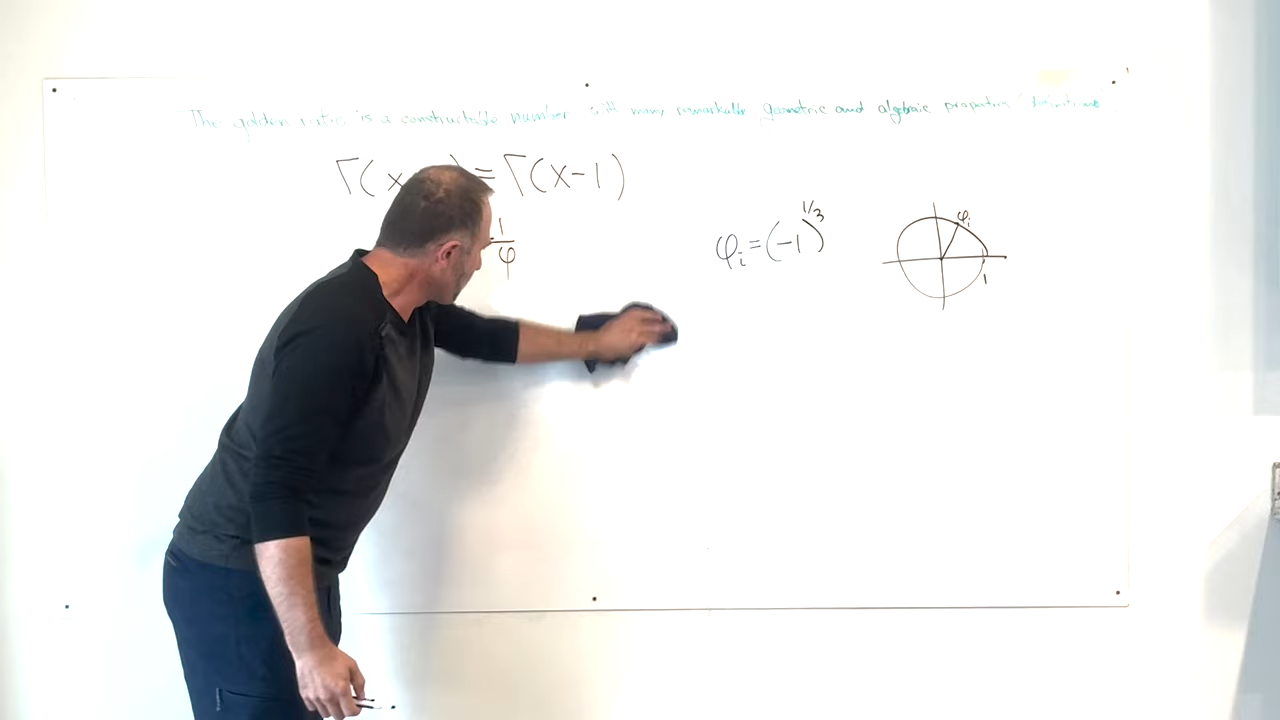 The golden ratio is a constructable number with many remarkable geometric and algebraic properties
Γ(x ) = Γ(x-1)
1/φ
φᵢ = (-1)^1/3
φᵢ
1